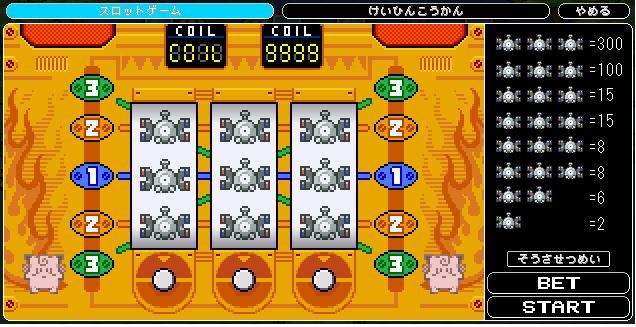 スロットゲーム けいひんこうかん やめる
COIL COIL
COIL 9999
3 3
2 2
1 1
2 2
3 3
=300
=100
=15
=15
=8
=8
=6
=2
そうさせつめい
BET
START